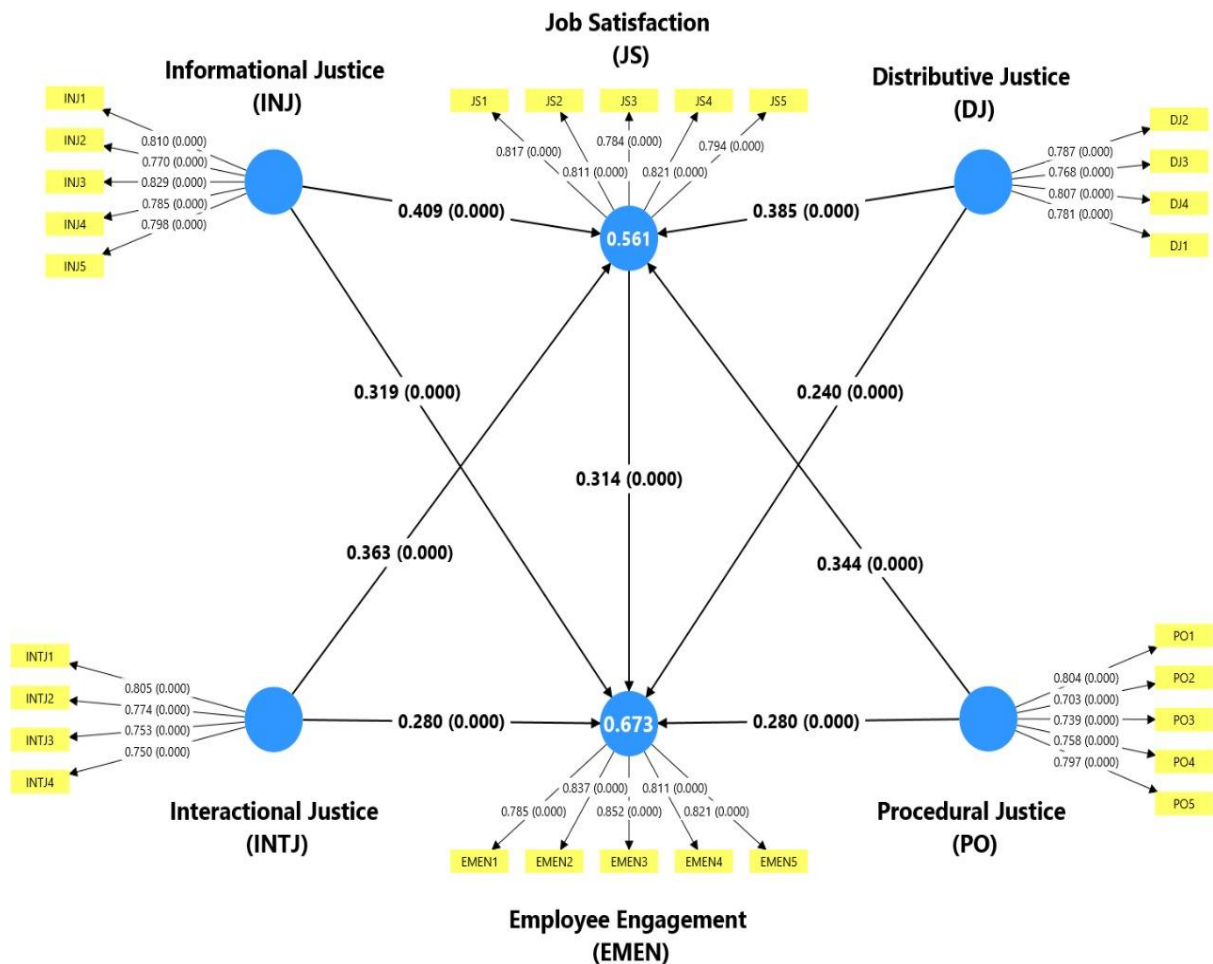 Job Satisfaction
(JS)
Informational Justice
(INJ)
Distributive Justice
(DJ)
INJ1
INJ2
INJ3
INJ4
INJ5
0.810 (0.000)
0.770 (0.000)
0.829 (0.000)
0.785 (0.000)
0.798 (0.000)
JS1
JS2
JS3
JS4
JS5
0.817 (0.000)
0.811 (0.000)
0.784 (0.000)
0.821 (0.000)
0.794 (0.000)
DJ2
DJ3
DJ4
DJ1
0.787 (0.000)
0.768 (0.000)
0.807 (0.000)
0.781 (0.000)
0.409 (0.000)
0.561
0.385 (0.000)
0.319 (0.000)
0.240 (0.000)
0.314 (0.000)
0.363 (0.000)
0.344 (0.000)
INTJ1
INTJ2
INTJ3
INTJ4
0.805 (0.000)
0.774 (0.000)
0.753 (0.000)
0.750 (0.000)
0.280 (0.000)
0.673
0.280 (0.000)
PO1
PO2
PO3
PO4
PO5
0.804 (0.000)
0.703 (0.000)
0.739 (0.000)
0.758 (0.000)
0.797 (0.000)
Interactional Justice
(INTJ)
0.785 (0.000)
0.837 (0.000)
0.852 (0.000)
0.811 (0.000)
0.821 (0.000)
EMEN1
EMEN2
EMEN3
EMEN4
EMEN5
Procedural Justice
(PO)
Employee Engagement
(EMEN)